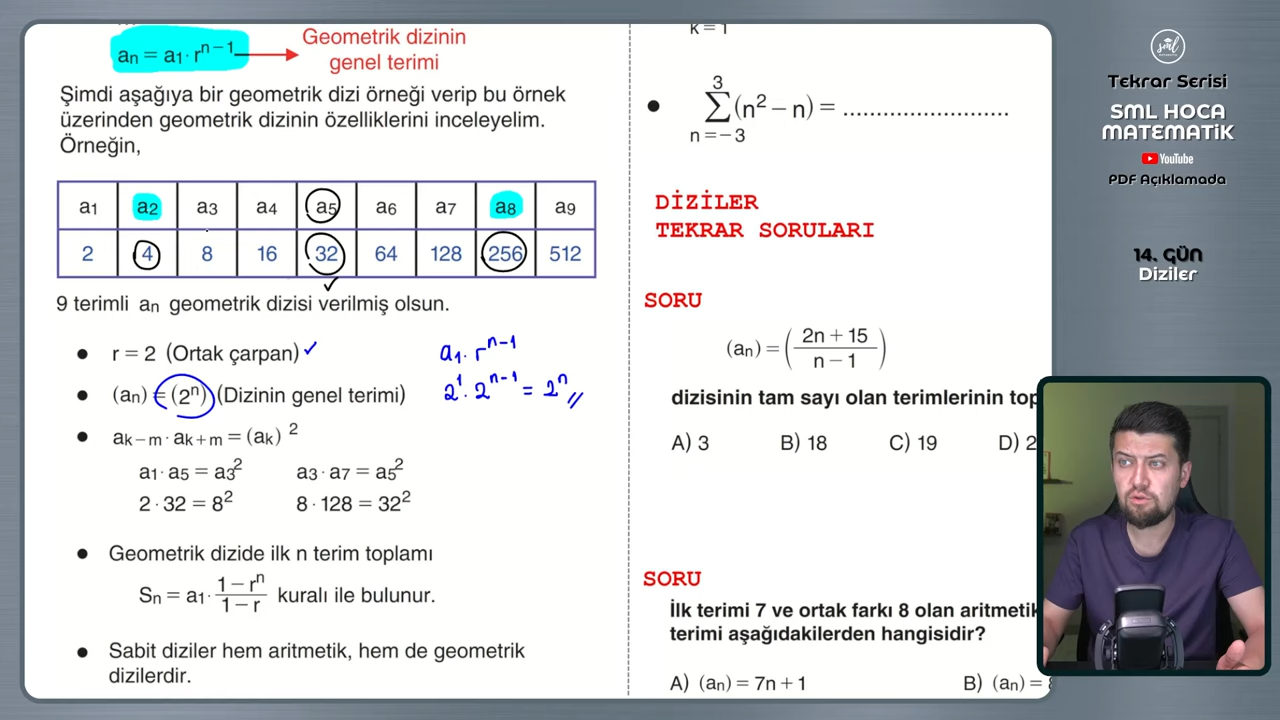 aₙ = a₁ · rⁿ⁻¹
Geometrik dizinin
genel terimi
Şimdi aşağıya bir geometrik dizi örneği verip bu örnek
üzerinden geometrik dizinin özelliklerini inceleyelim.
Örneğin,
a₁ a₂ a₃ a₄ a₅ a₆ a₇ a₈ a₉
2 4 8 16 32 64 128 256 512
9 terimli aₙ geometrik dizisi verilmiş olsun.
● r = 2 (Ortak çarpan) ✓
a₁ · rⁿ⁻¹
● (aₙ) = (2ⁿ) (Dizinin genel terimi)
2¹ · 2ⁿ⁻¹ = 2ⁿ //
● aₖ₋ₘ · aₖ₊ₘ = (aₖ)²
a₁ · a₅ = a₃² a₃ · a₇ = a₅²
2 · 32 = 8² 8 · 128 = 32²
● Geometrik dizide ilk n terim toplamı
Sₙ = a₁ · (1 – rⁿ)/(1 – r) kuralı ile bulunur.
● Sabit diziler hem aritmetik, hem de geometrik
dizilerdir.
k = 1
3
● ∑ (n² – n) = ..............................
n = – 3
DİZİLER
TEKRAR SORULARI
SORU
(aₙ) = ((2n + 15)/(n – 1))
dizisinin tam sayı olan terimlerinin top
A) 3 B) 18 C) 19 D) 2
SORU
İlk terimi 7 ve ortak farkı 8 olan aritmetik
terimi aşağıdakilerden hangisidir?
A) (aₙ) = 7n + 1 B) (aₙ) =
sml
Tekrar Serisi
SML HOCA
MATEMATİK
YouTube
PDF Açıklamada
14. GÜN
Diziler